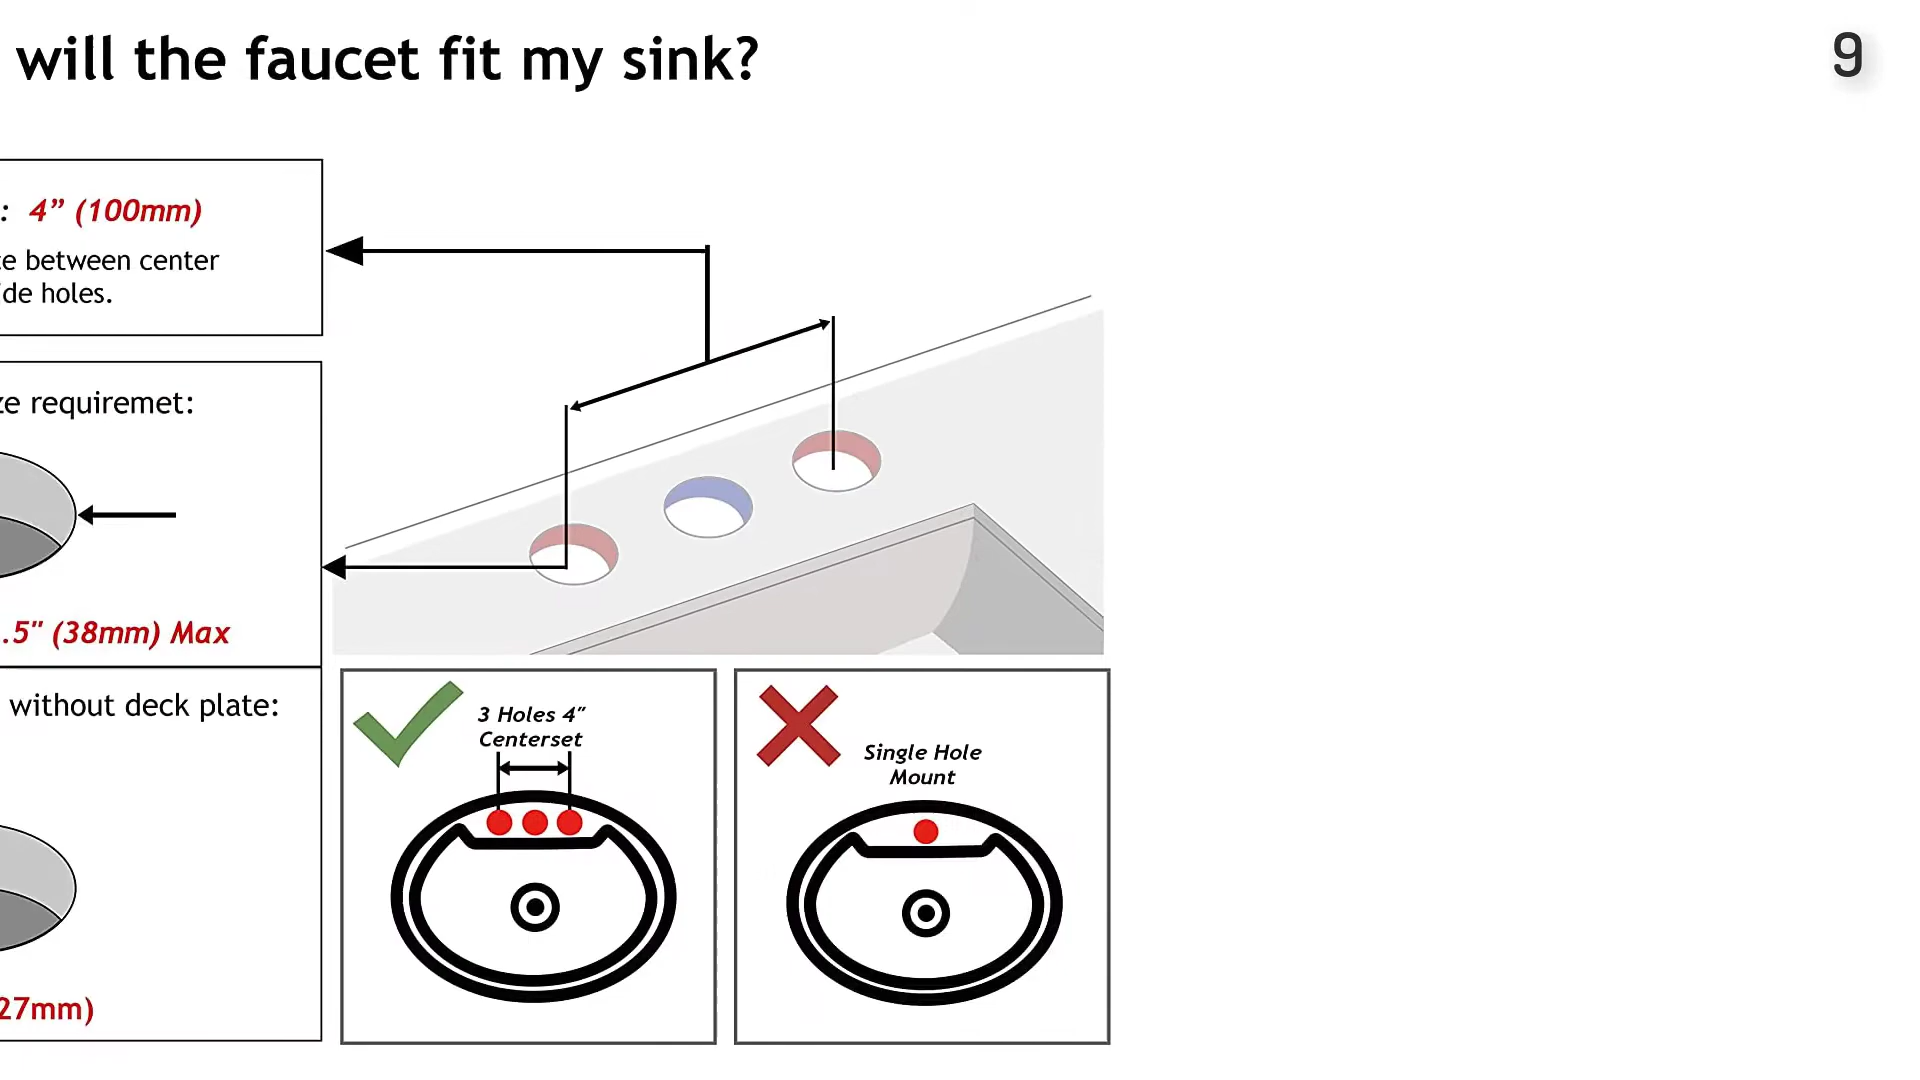 will the faucet fit my sink?
9
: 4” (100mm)
between center
holes.
requiremet:
.5" (38mm) Max
without deck plate:
27mm)
3 Holes 4”
Centerset
Single Hole
Mount